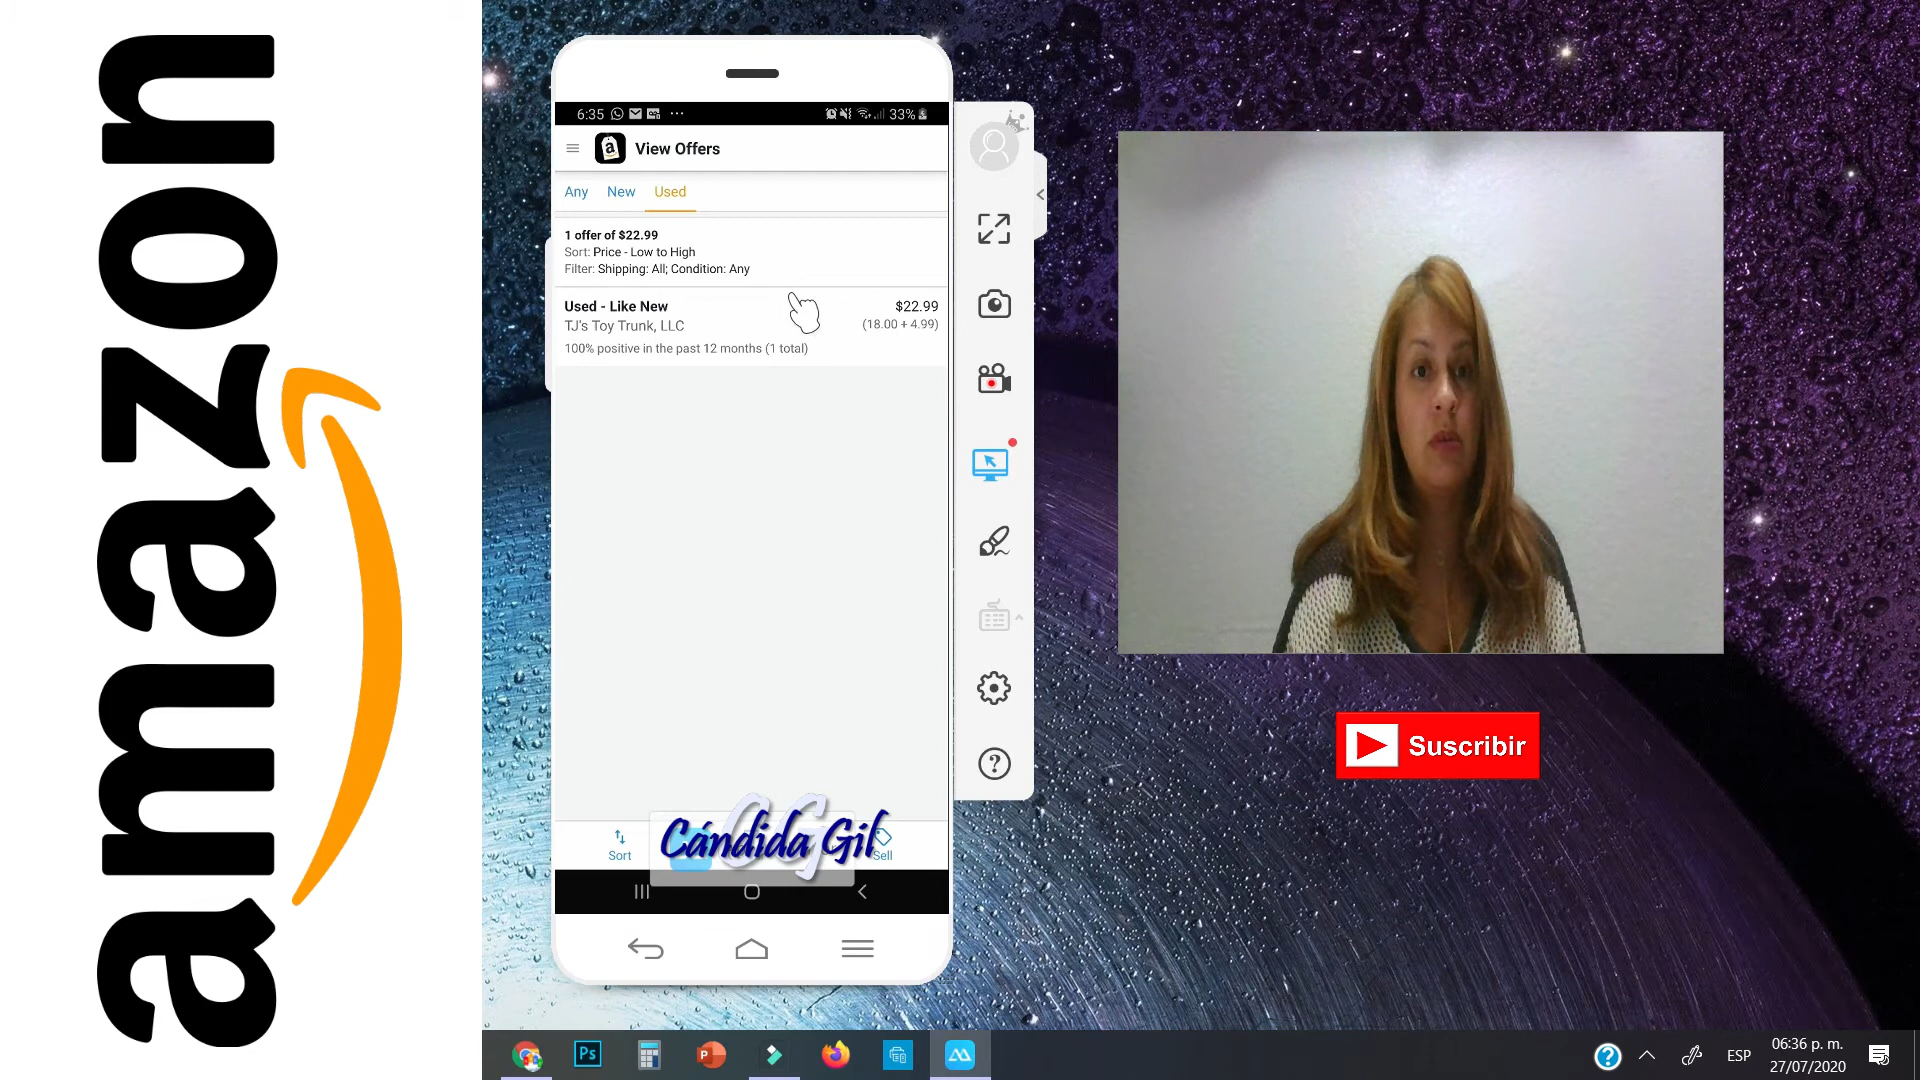 amazon
6:35
33%
View Offers
Any New Used
1 offer of $22.99
Sort: Price - Low to High
Filter: Shipping: All; Condition: Any
Used - Like New $22.99
TJ's Toy Trunk, LLC (18.00 + 4.99)
100% positive in the past 12 months (1 total)
Sort
Sell
Cándida Gil
Suscribir
Ps
P
ESP
06:36 p. m.
27/07/2020